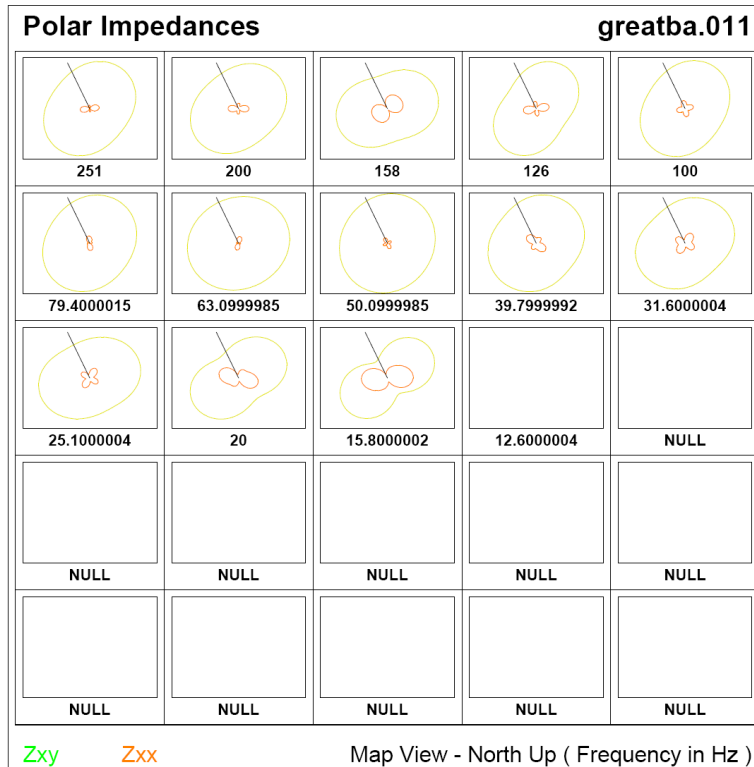 Polar Impedances greatba.011
251 200 158 126 100
79.4000015 63.0999985 50.0999985 39.7999992 31.6000004
25.1000004 20 15.8000002 12.6000004 NULL
NULL NULL NULL NULL NULL
NULL NULL NULL NULL NULL
Zxy Zxx Map View - North Up ( Frequency in Hz )